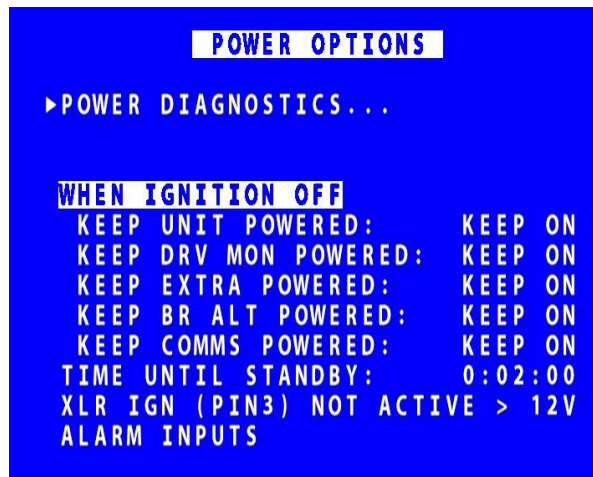 POWER OPTIONS
▶POWER DIAGNOSTICS...
WHEN IGNITION OFF
KEEP UNIT POWERED: KEEP ON
KEEP DRV MON POWERED: KEEP ON
KEEP EXTRA POWERED: KEEP ON
KEEP BR ALT POWERED: KEEP ON
KEEP COMMS POWERED: KEEP ON
TIME UNTIL STANDBY: 0:02:00
XLR IGN (PIN3) NOT ACTIVE > 12V
ALARM INPUTS